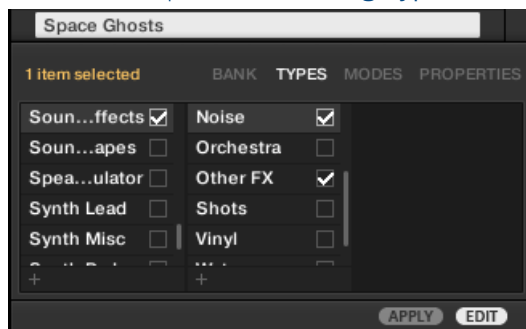 Space Ghosts
1 item selected BANK TYPES MODES PROPERTIES
Soun...ffects Noise
Soun...apes Orchestra
Spea...ulator Other FX
Synth Lead Shots
Synth Misc Vinyl
+ +
APPLY EDIT